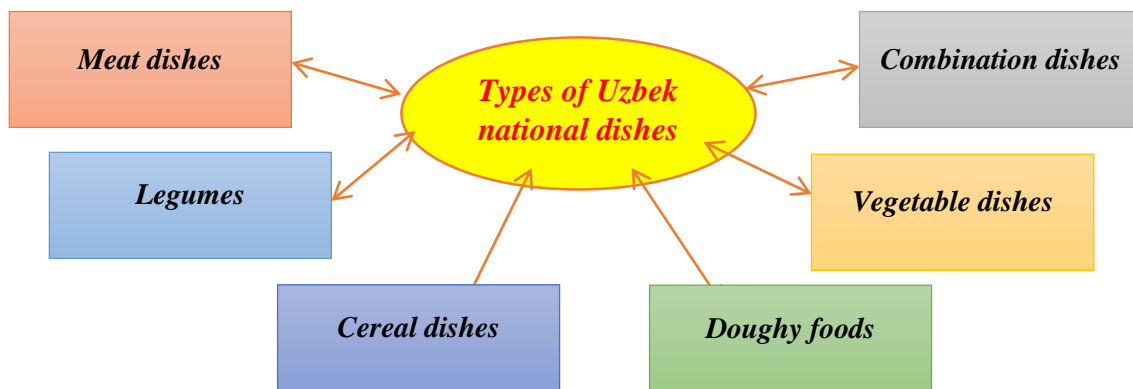 Meat dishes
Types of Uzbek
national dishes
Combination dishes
Legumes
Vegetable dishes
Cereal dishes
Doughy foods